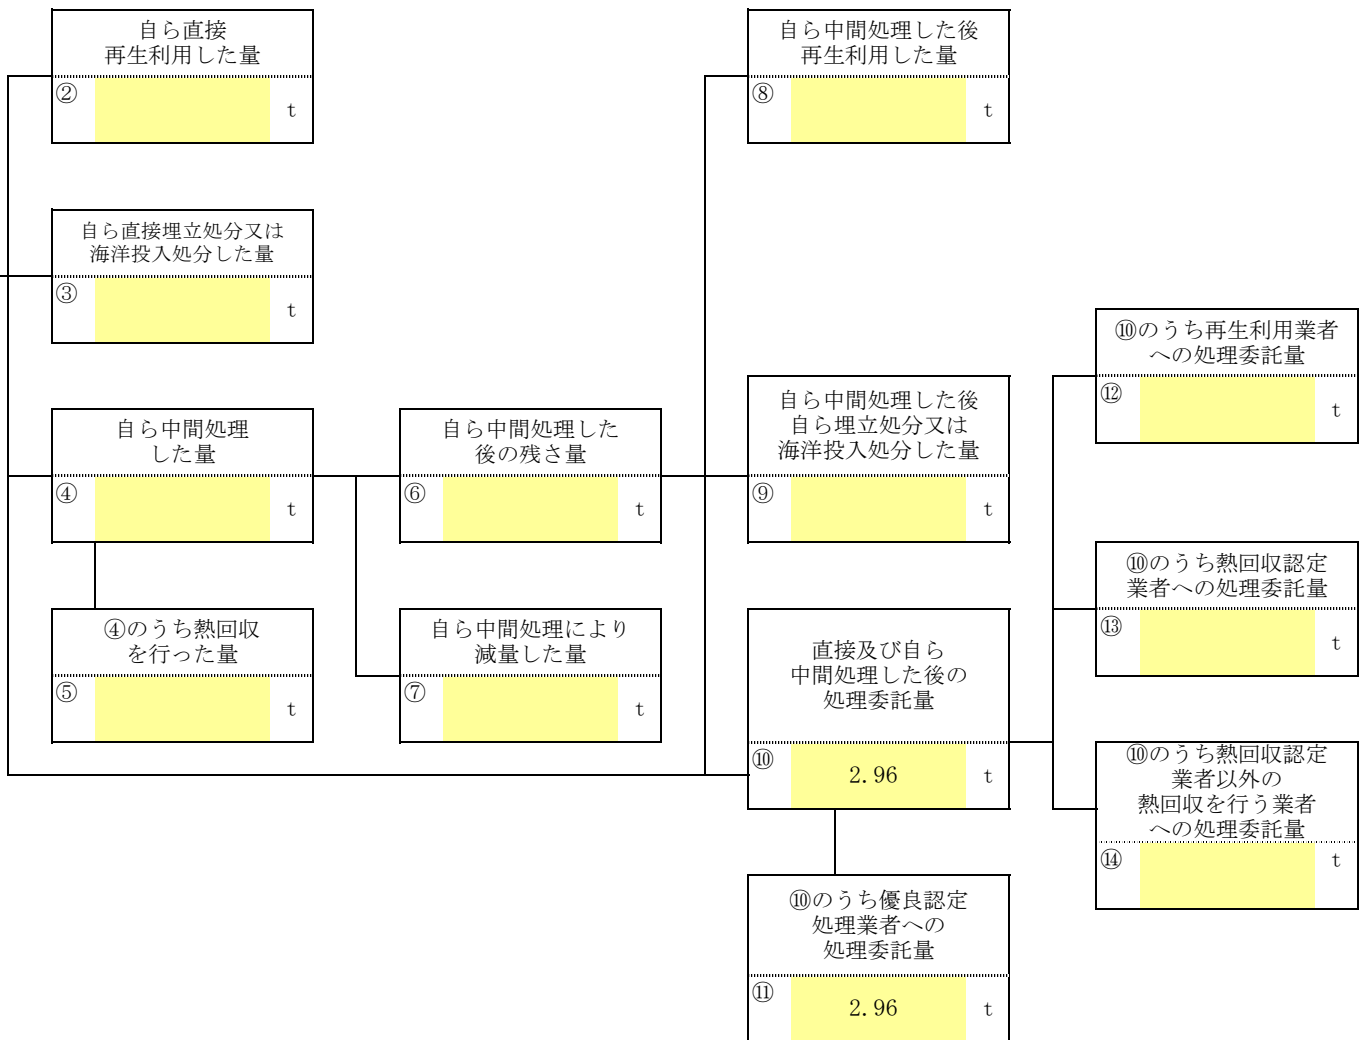 自ら直接
再生利用した量
②
t
自ら中間処理した後
再生利用した量
⑧
t
自ら直接埋立処分又は
海洋投入処分した量
③
t
⑩のうち再生利用業者
への処理委託量
⑫
t
自ら中間処理
した量
④
t
自ら中間処理した
後の残さ量
⑥
t
自ら中間処理した後
自ら埋立処分又は
海洋投入処分した量
⑨
t
⑩のうち熱回収認定
業者への処理委託量
⑬
t
④のうち熱回収
を行った量
⑤
t
自ら中間処理により
減量した量
⑦
t
直接及び自ら
中間処理した後の
処理委託量
⑩ 2.96 t
⑩のうち熱回収認定
業者以外の
熱回収を行う業者
への処理委託量
⑭
t
⑩のうち優良認定
処理業者への
処理委託量
⑪ 2.96 t